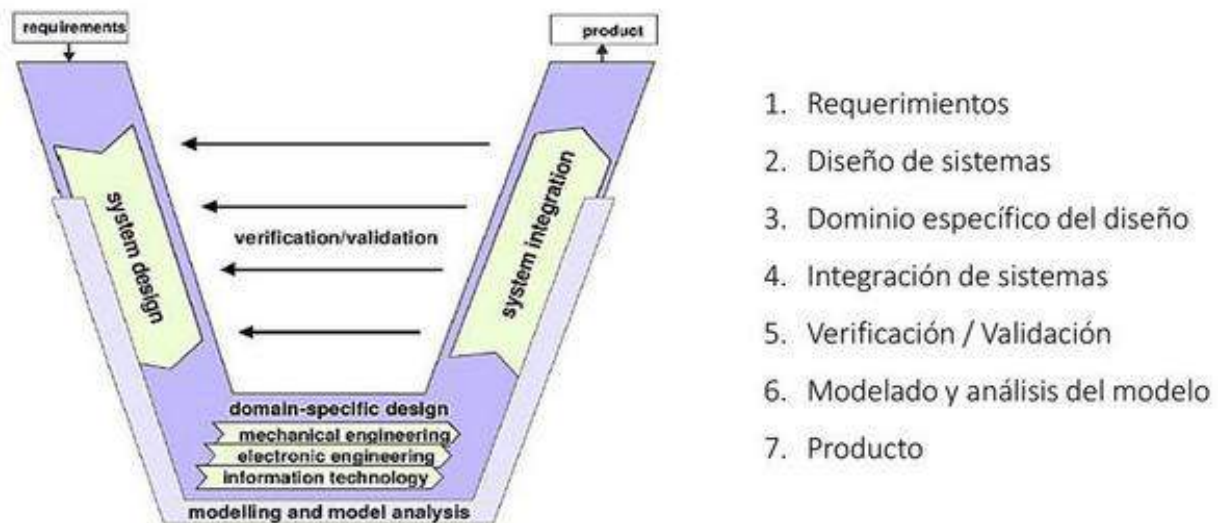 requirements
product
system design
verification/validation
system integration
domain-specific design
mechanical engineering
electronic engineering
information technology
modelling and model analysis
1. Requerimientos
2. Diseño de sistemas
3. Dominio específico del diseño
4. Integración de sistemas
5. Verificación / Validación
6. Modelado y análisis del modelo
7. Producto